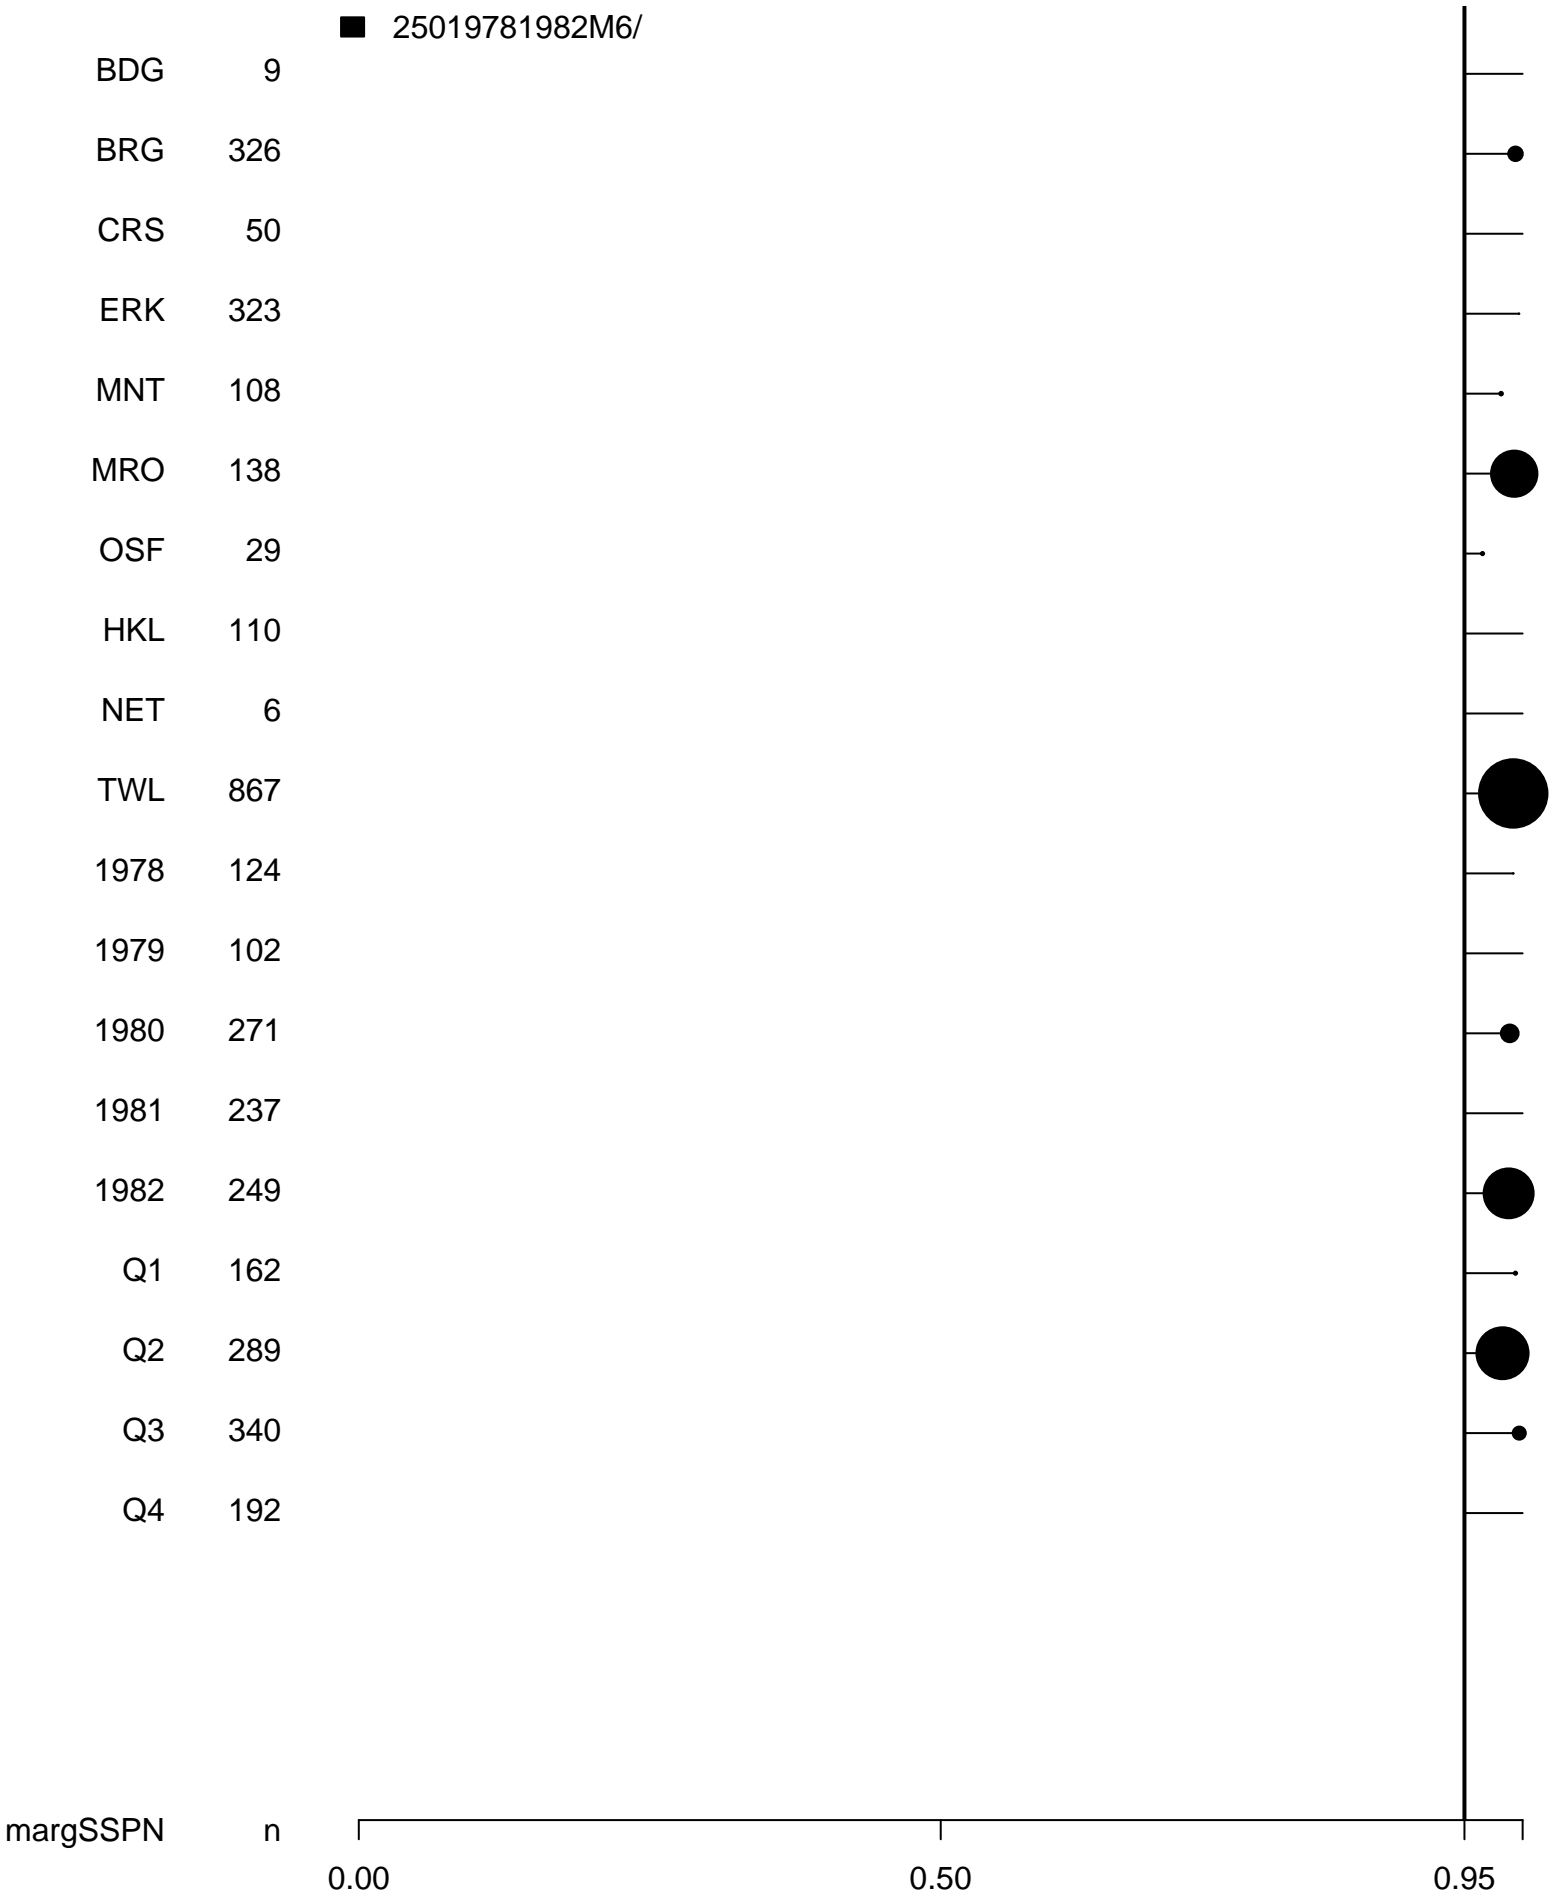 25019781982M6/
BDG 9
BRG 326
CRS 50
ERK 323
MNT 108
MRO 138
OSF 29
HKL 110
NET 6
TWL 867
1978 124
1979 102
1980 271
1981 237
1982 249
Q1 162
Q2 289
Q3 340
Q4 192
margSSPN n
0.00 0.50 0.95